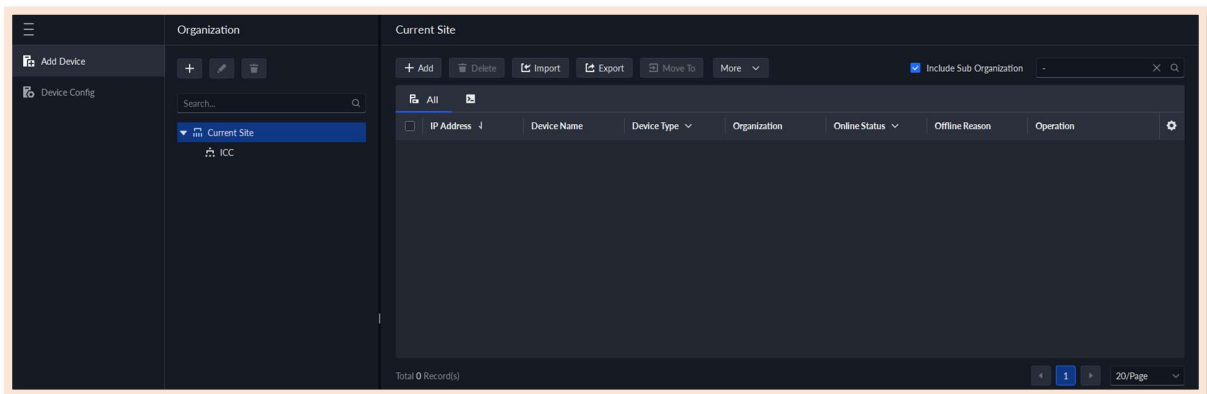 Organization
Current Site
Add Device
Device Config
Search...
Current Site
ICC
+ Add
Delete
Import
Export
Move To
More
Include Sub Organization
-
All
IP Address
Device Name
Device Type
Organization
Online Status
Offline Reason
Operation
Total 0 Record(s)
1
20/Page